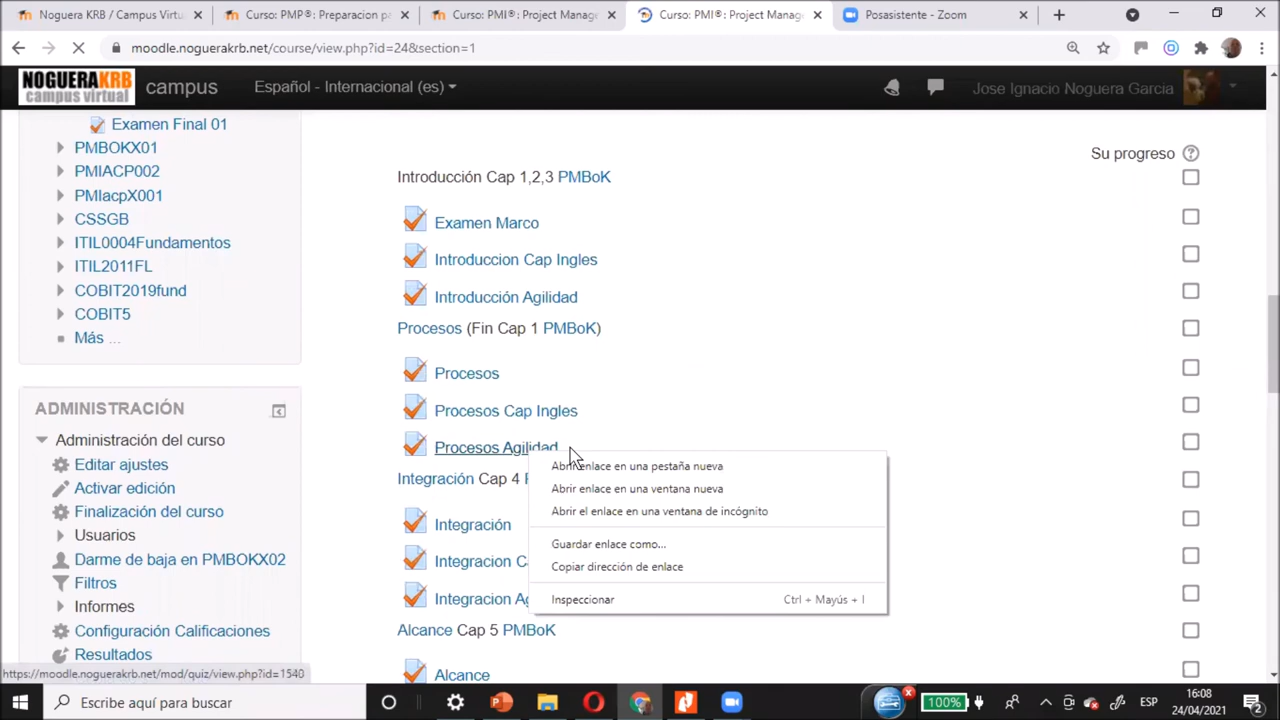 Noguera KRB / Campus Virtu
Curso: PMP®: Preparacion pa
Curso: PMI®: Project Manage
Curso: PMI®: Project Manag
Posasistente - Zoom
moodle.noguerakrb.net/course/view.php?id=24&section=1
NOGUERAKRB
campus virtual
campus
Español - Internacional (es)
Jose Ignacio Noguera Garcia
Examen Final 01
PMBOKX01
PMIACP002
PMIacpX001
CSSGB
ITIL0004Fundamentos
ITIL2011FL
COBIT2019fund
COBIT5
Más ...
ADMINISTRACIÓN
Administración del curso
Editar ajustes
Activar edición
Finalización del curso
Usuarios
Darme de baja en PMBOKX02
Filtros
Informes
Configuración Calificaciones
Resultados
Su progreso
Introducción Cap 1,2,3 PMBoK
Examen Marco
Introduccion Cap Ingles
Introducción Agilidad
Procesos (Fin Cap 1 PMBoK)
Procesos
Procesos Cap Ingles
Procesos Agilidad
Integración Cap 4 P
Integración
Integracion Ca
Integracion Ag
Alcance Cap 5 PMBoK
Alcance
Abrir enlace en una pestaña nueva
Abrir enlace en una ventana nueva
Abrir el enlace en una ventana de incógnito
Guardar enlace como...
Copiar dirección de enlace
Inspeccionar Ctrl + Mayús + I
https://moodle.noguerakrb.net/mod/quiz/view.php?id=1540
Escribe aquí para buscar
100%
ESP
16:08
24/04/2021
2